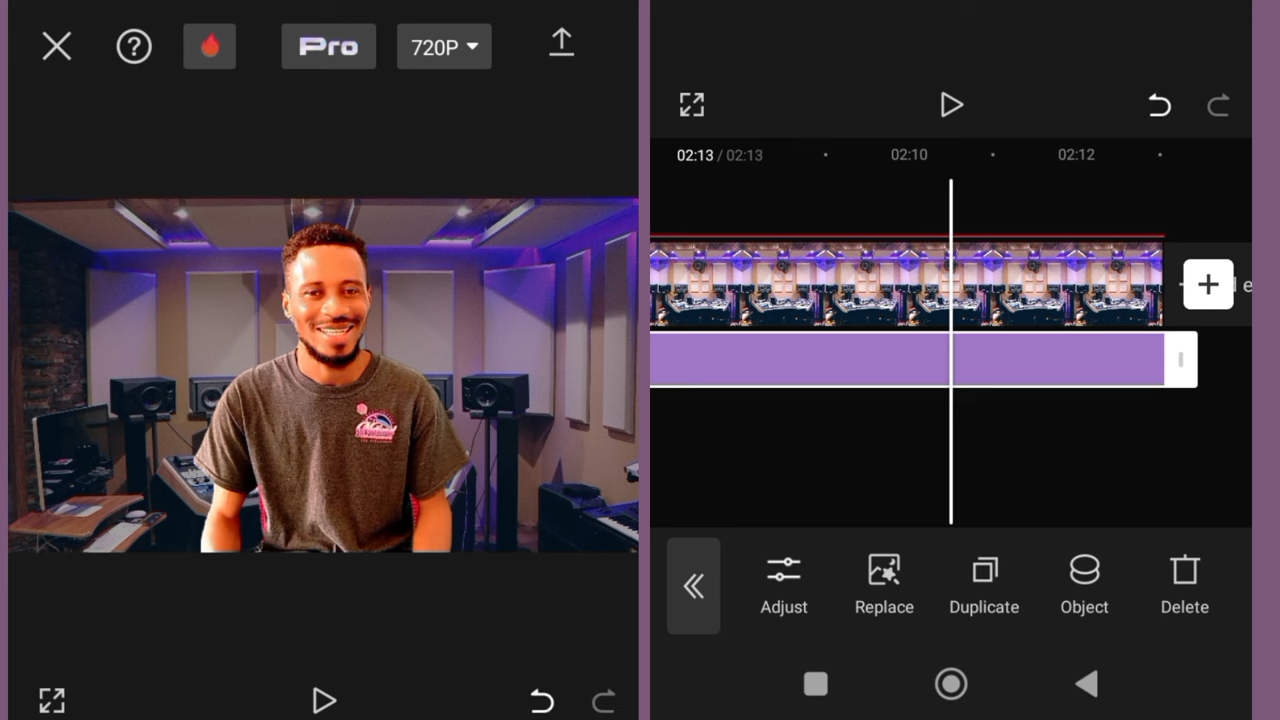 Pro
720P
02:13 / 02:13
02:10
02:12
Adjust
Replace
Duplicate
Object
Delete